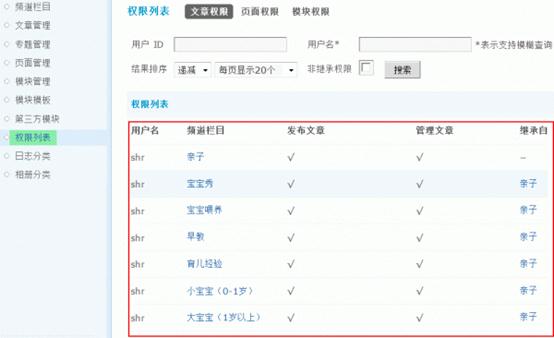 频道栏目
文章管理
专题管理
页面管理
模块管理
模块模板
第三方模块
权限列表
日志分类
相册分类
权限列表 文章权限 页面权限 模块权限
用户 ID 用户名* *表示支持模糊查询
结果排序 递减 每页显示20个 非继承权限 搜索
权限列表
用户名 频道栏目 发布文章 管理文章 继承自
shr 亲子 √ √ –
shr 宝宝秀 √ √ 亲子
shr 宝宝喂养 √ √ 亲子
shr 早教 √ √ 亲子
shr 育儿经验 √ √ 亲子
shr 小宝宝（0-1岁） √ √ 亲子
shr 大宝宝（1岁以上） √ √ 亲子